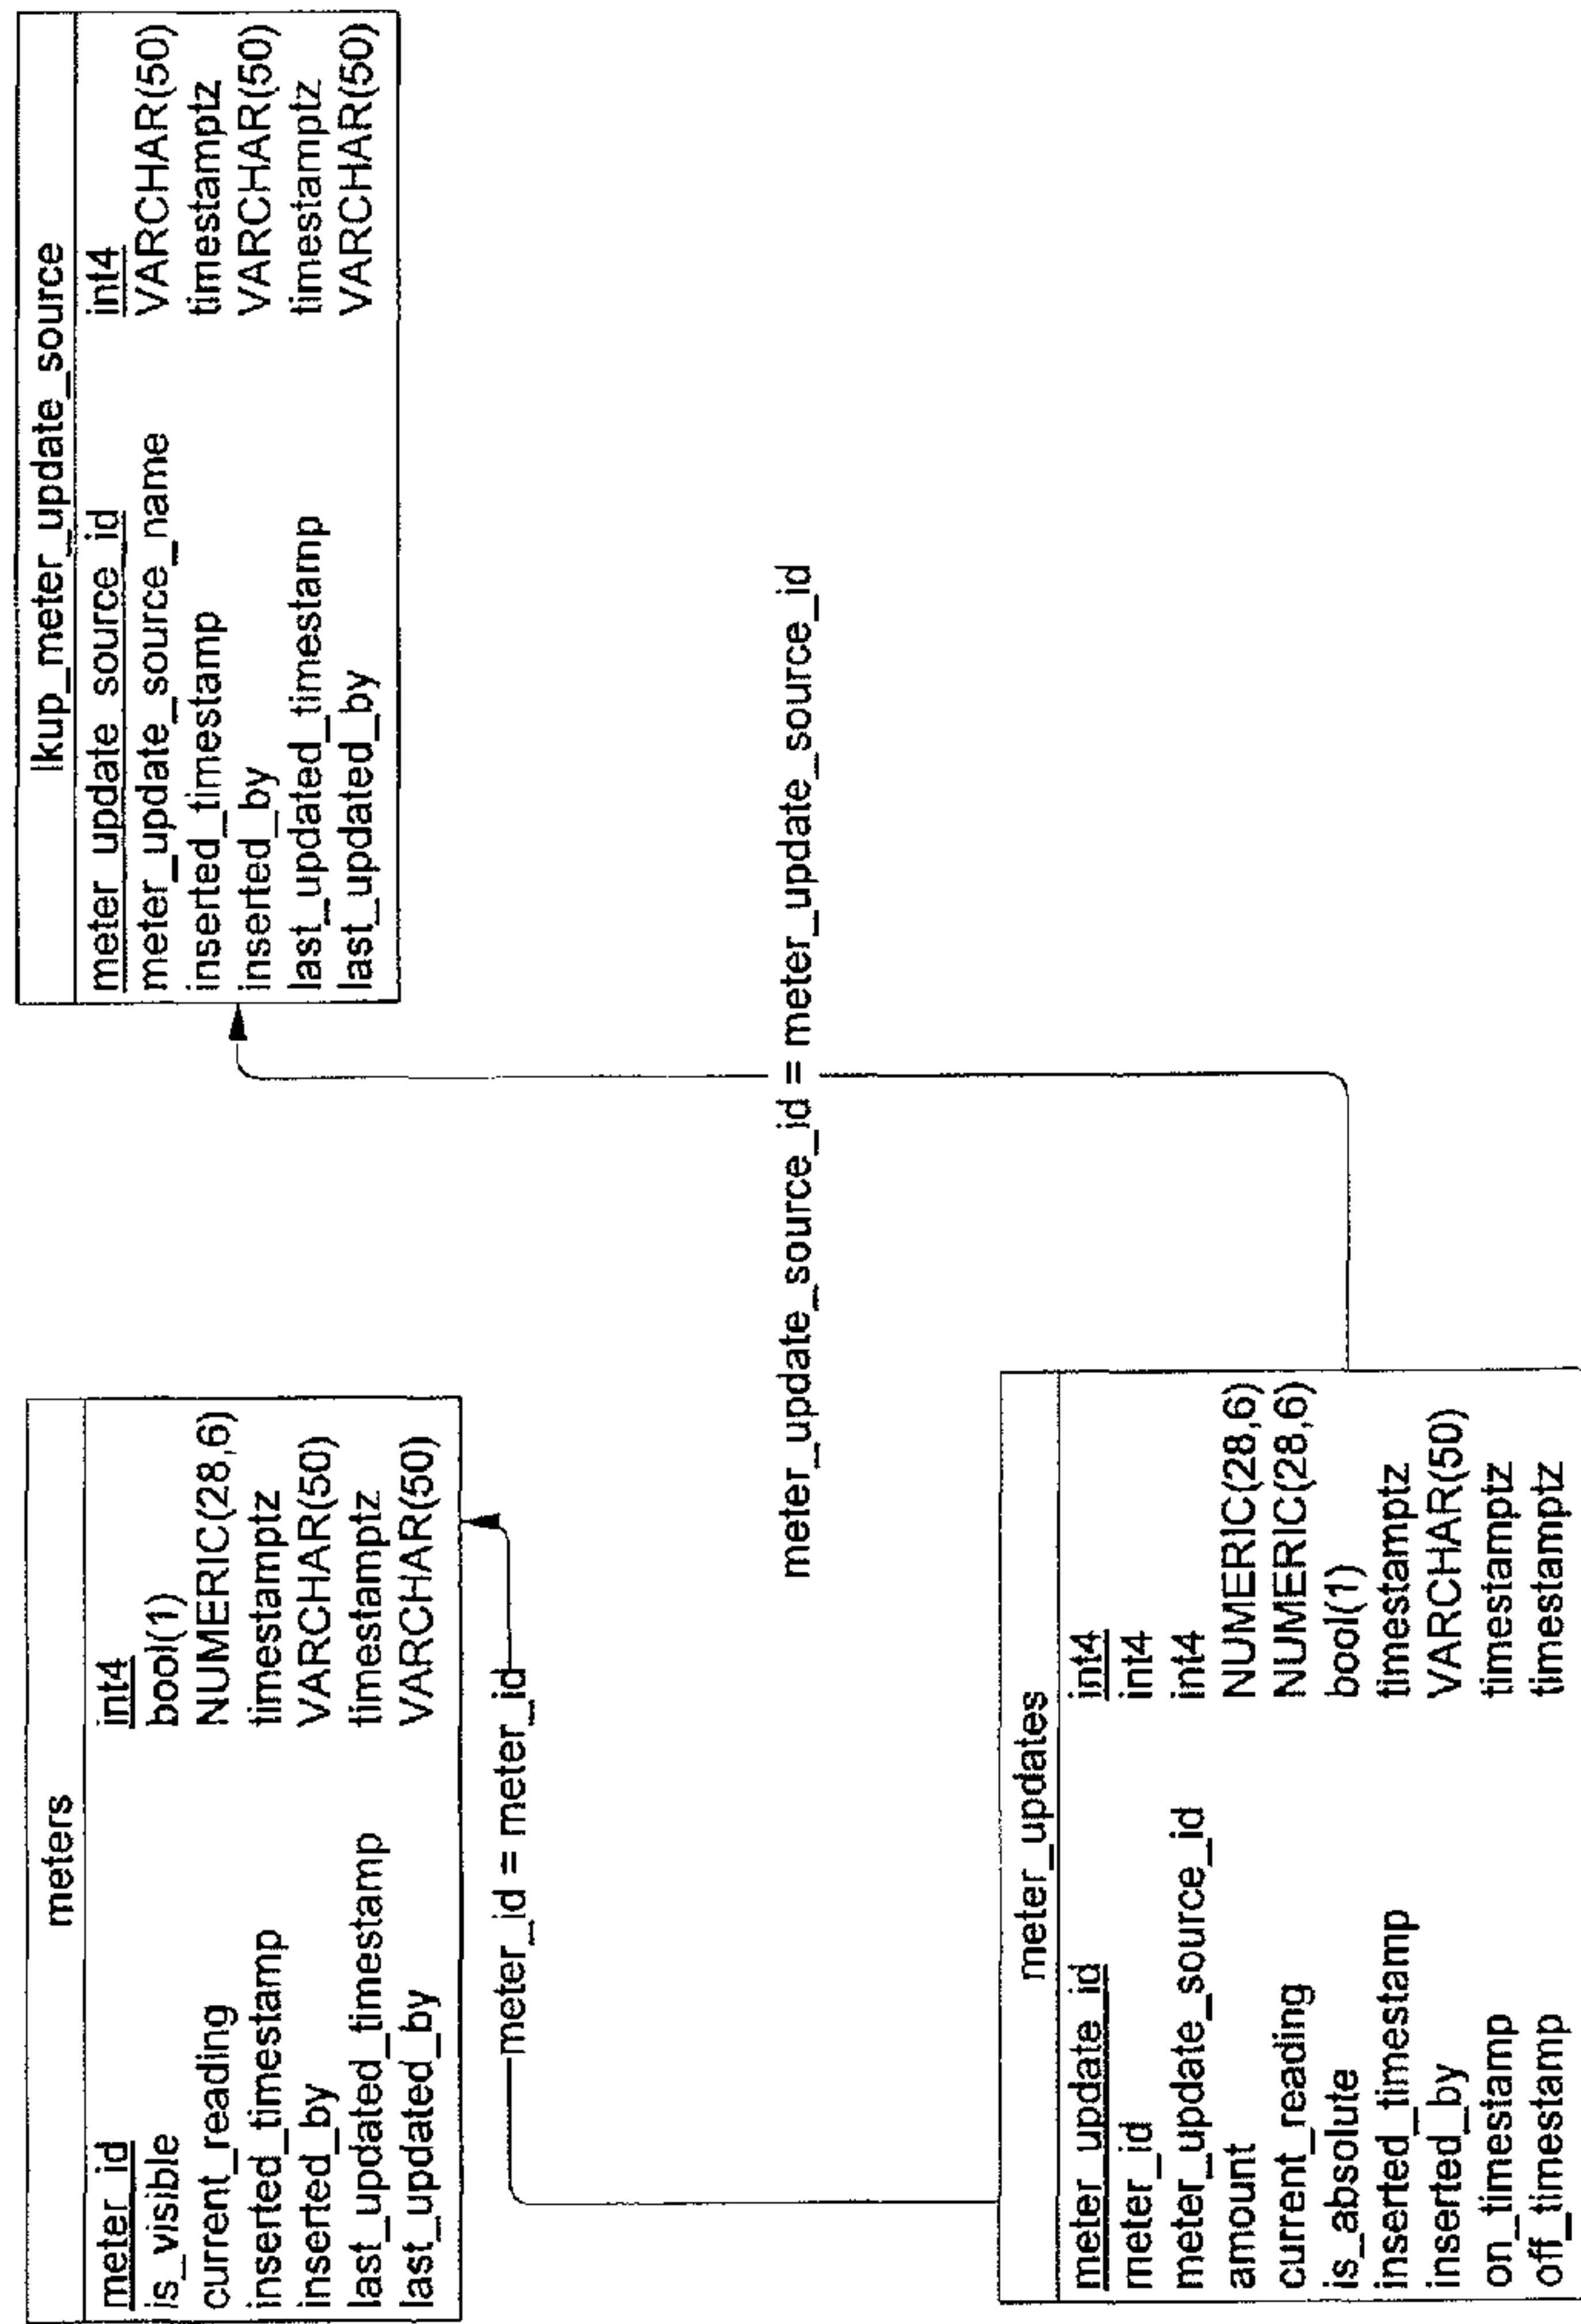 meters
meter_id int4
is_visible bool(1)
current_reading NUMERIC(28,6)
inserted_timestamp timestamptz
inserted_by VARCHAR(50)
last_updated_timestamp timestamptz
last_updated_by VARCHAR(50)
lkup_meter_update_source
meter_update_source_id int4
meter_update_source_name VARCHAR(50)
inserted_timestamp timestamptz
inserted_by VARCHAR(50)
last_updated_timestamp timestamptz
last_updated_by VARCHAR(50)
meter_id = meter_id
meter_update_source_id = meter_update_source_id
meter_updates
meter_update_id int4
meter_id int4
meter_update_source_id int4
amount NUMERIC(28,6)
current_reading NUMERIC(28,6)
is_absolute bool(1)
inserted_timestamp timestamptz
inserted_by VARCHAR(50)
on_timestamp timestamptz
off_timestamp timestamptz